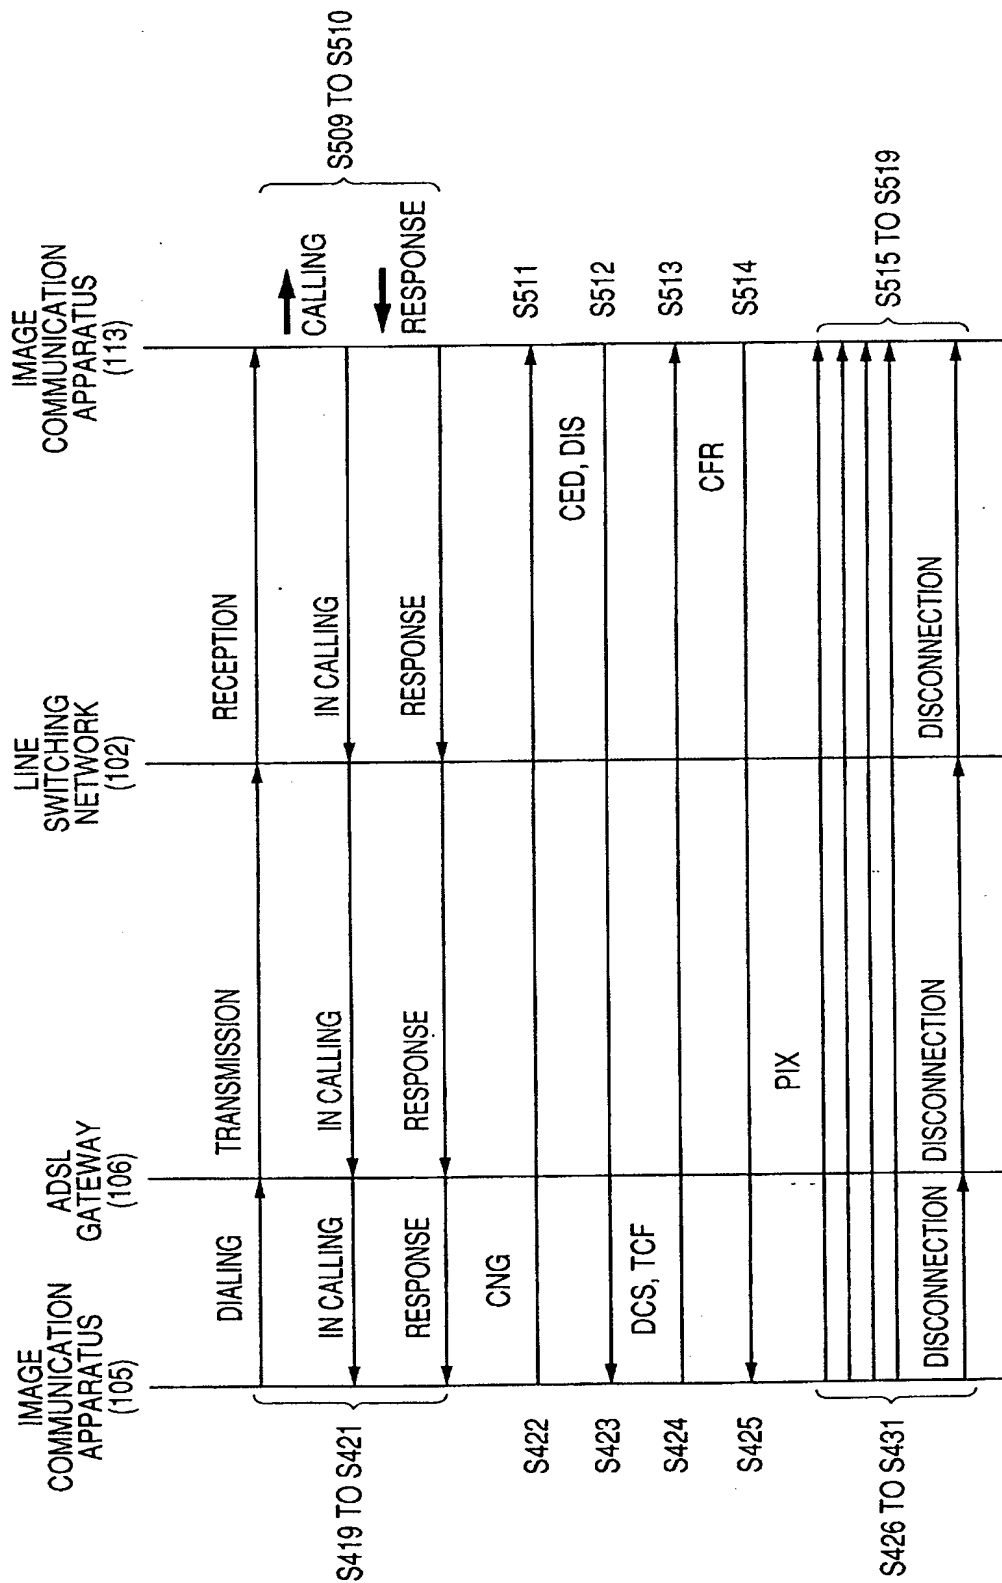 IMAGE
COMMUNICATION
APPARATUS
(105)
ADSL
GATEWAY
(106)
LINE
SWITCHING
NETWORK
(102)
IMAGE
COMMUNICATION
APPARATUS
(113)
S419 TO S421
DIALING
TRANSMISSION
RECEPTION
CALLING
IN CALLING
IN CALLING
IN CALLING
RESPONSE
RESPONSE
RESPONSE
RESPONSE
S509 TO S510
CNG
S422
S511
CED, DIS
S423
S512
DCS, TCF
S424
S513
CFR
S425
S514
PIX
S426 TO S431
DISCONNECTION
DISCONNECTION
DISCONNECTION
S515 TO S519